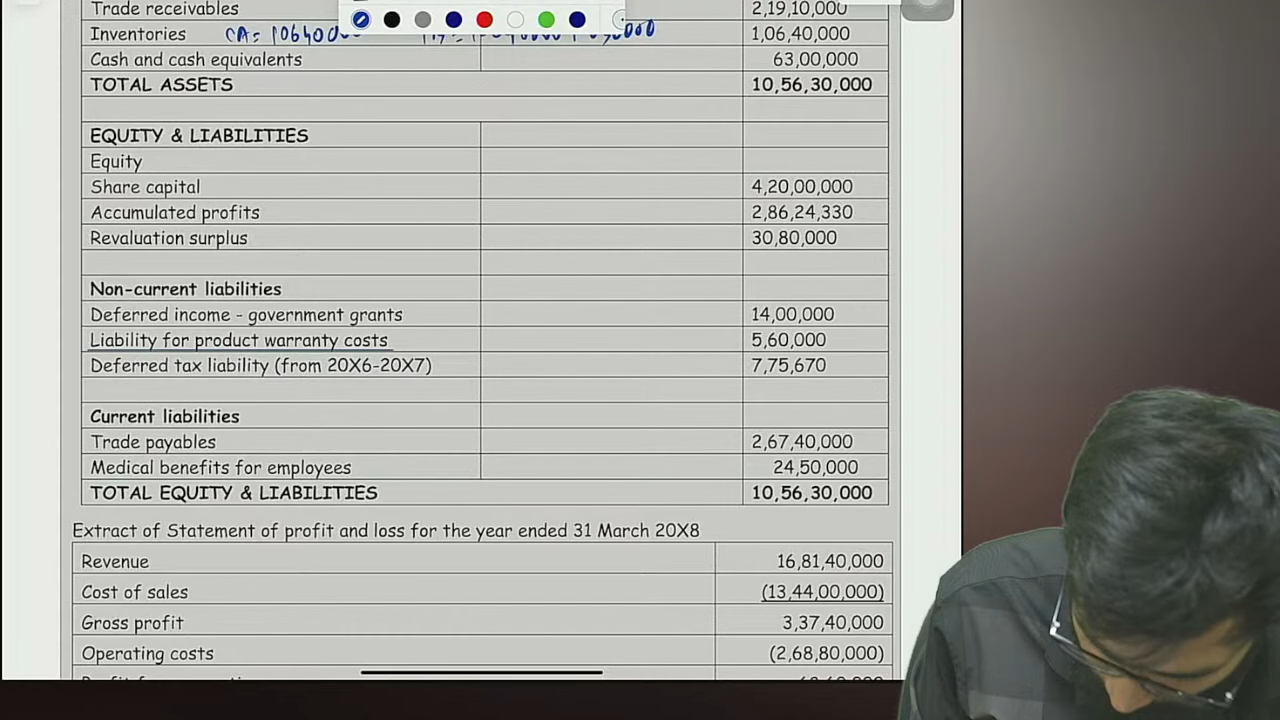 Trade receivables 2,19,10,000
Inventories CA = 1,06,40,000
Cash and cash equivalents 63,00,000
TOTAL ASSETS 10,56,30,000
EQUITY & LIABILITIES
Equity
Share capital 4,20,00,000
Accumulated profits 2,86,24,330
Revaluation surplus 30,80,000
Non-current liabilities
Deferred income - government grants 14,00,000
Liability for product warranty costs 5,60,000
Deferred tax liability (from 20X6-20X7) 7,75,670
Current liabilities
Trade payables 2,67,40,000
Medical benefits for employees 24,50,000
TOTAL EQUITY & LIABILITIES 10,56,30,000
Extract of Statement of profit and loss for the year ended 31 March 20X8
Revenue 16,81,40,000
Cost of sales (13,44,00,000)
Gross profit 3,37,40,000
Operating costs (2,68,80,000)